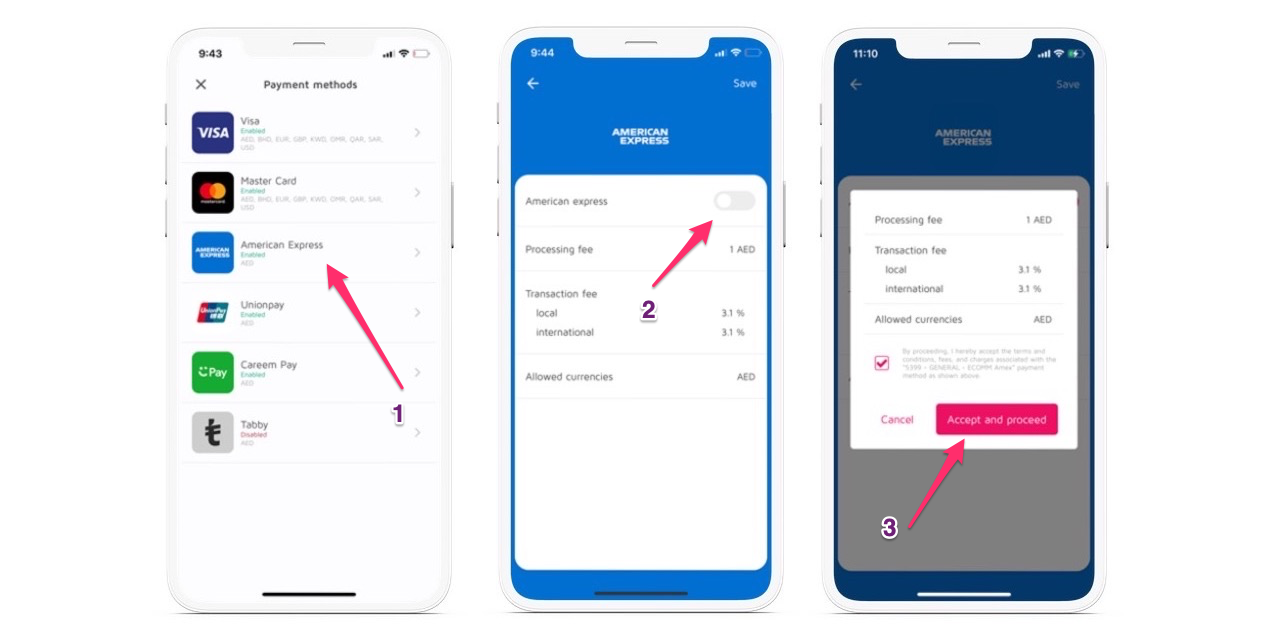 9:43
Payment methods
VISA
Visa
Enabled
AED, BHD, EUR, GBP, KWD, OMR, QAR, SAR,
USD
mastercard
Master Card
Enabled
AED, BHD, EUR, GBP, KWD, OMR, QAR, SAR,
USD
AMERICAN
EXPRESS
American Express
Enabled
AED
UnionPay
Unionpay
Enabled
AED
Pay
Careem Pay
Enabled
AED
Tabby
Disabled
AED
1
9:44
Save
AMERICAN
EXPRESS
American express
Processing fee 1 AED
Transaction fee
local 3.1 %
international 3.1 %
Allowed currencies AED
2
11:10
Save
AMERICAN
EXPRESS
Processing fee 1 AED
Transaction fee
local 3.1 %
international 3.1 %
Allowed currencies AED
By proceeding, I hereby accept the terms and
conditions, fees, and charges associated with the
"5399 - GENERAL - ECOMM Amex" payment
method as shown above
Cancel Accept and proceed
3